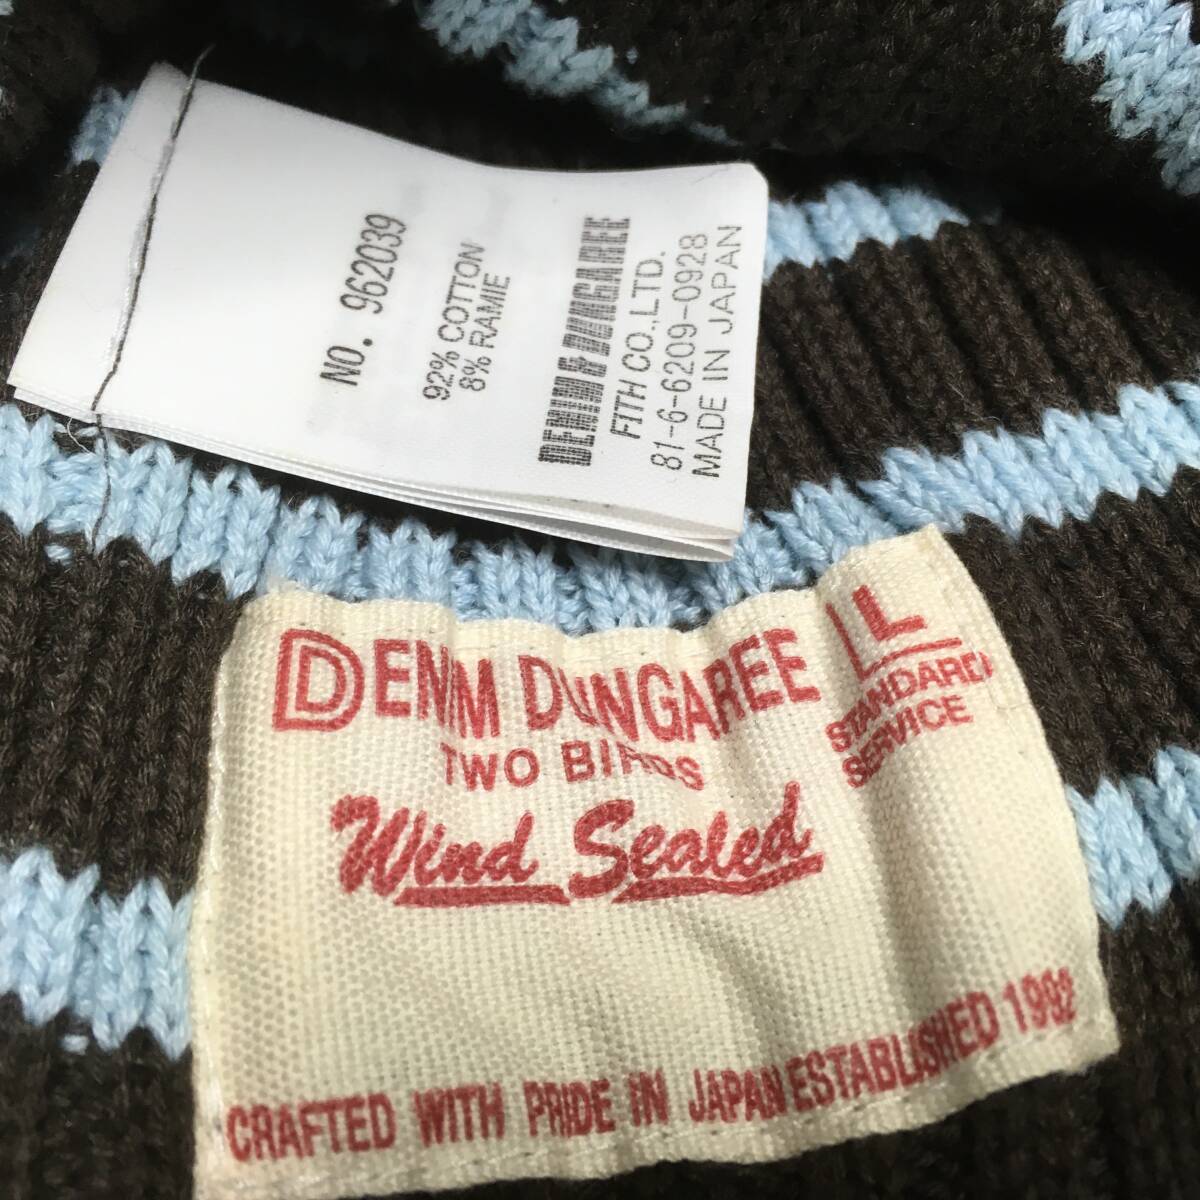 NO. 962039
92% COTTON
8% RAMIE
DENIM & DUNGAREE
FITH CO.,LTD.
81-6-6209-0928
MADE IN JAPAN
DENIM DUNGAREE
L
STANDARD
SERVICE
TWO BIRDS
Wind Sealed
CRAFTED WITH PRIDE IN JAPAN ESTABLISHED 1992